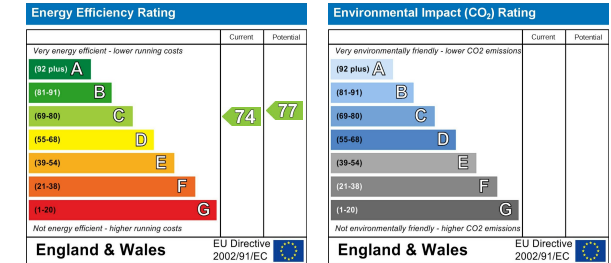 Energy Efficiency Rating
Current Potential
Very energy efficient - lower running costs
(92 plus) A
(81-91) B
(69-80) C
74 77
(55-68) D
(39-54) E
(21-38) F
(1-20) G
Not energy efficient - higher running costs
England & Wales
EU Directive
2002/91/EC
Environmental Impact (CO₂) Rating
Current Potential
Very environmentally friendly - lower CO2 emissions
(92 plus) A
(81-91) B
(69-80) C
(55-68) D
(39-54) E
(21-38) F
(1-20) G
Not environmentally friendly - higher CO2 emissions
England & Wales
EU Directive
2002/91/EC